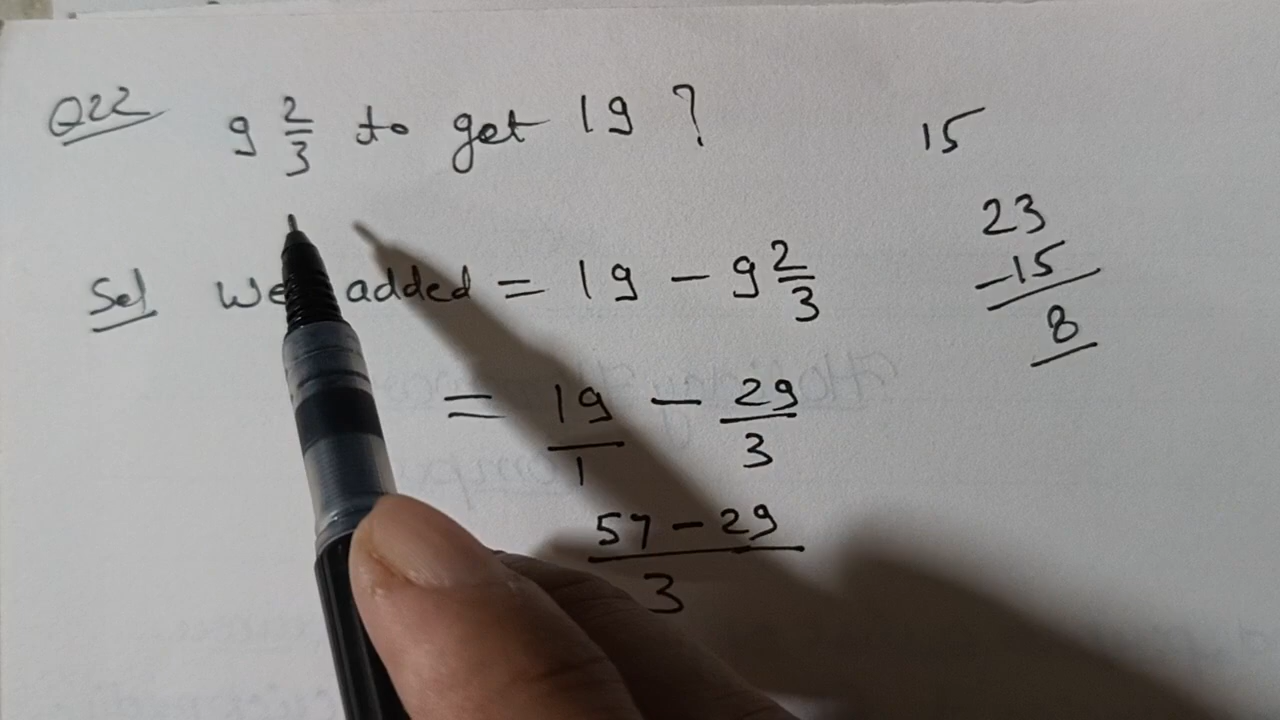 Q22 9 2/3 to get 19 ?
Sol We added = 19 - 9 2/3
= 19/1 - 29/3
57 - 29 / 3
15
23
-15
8